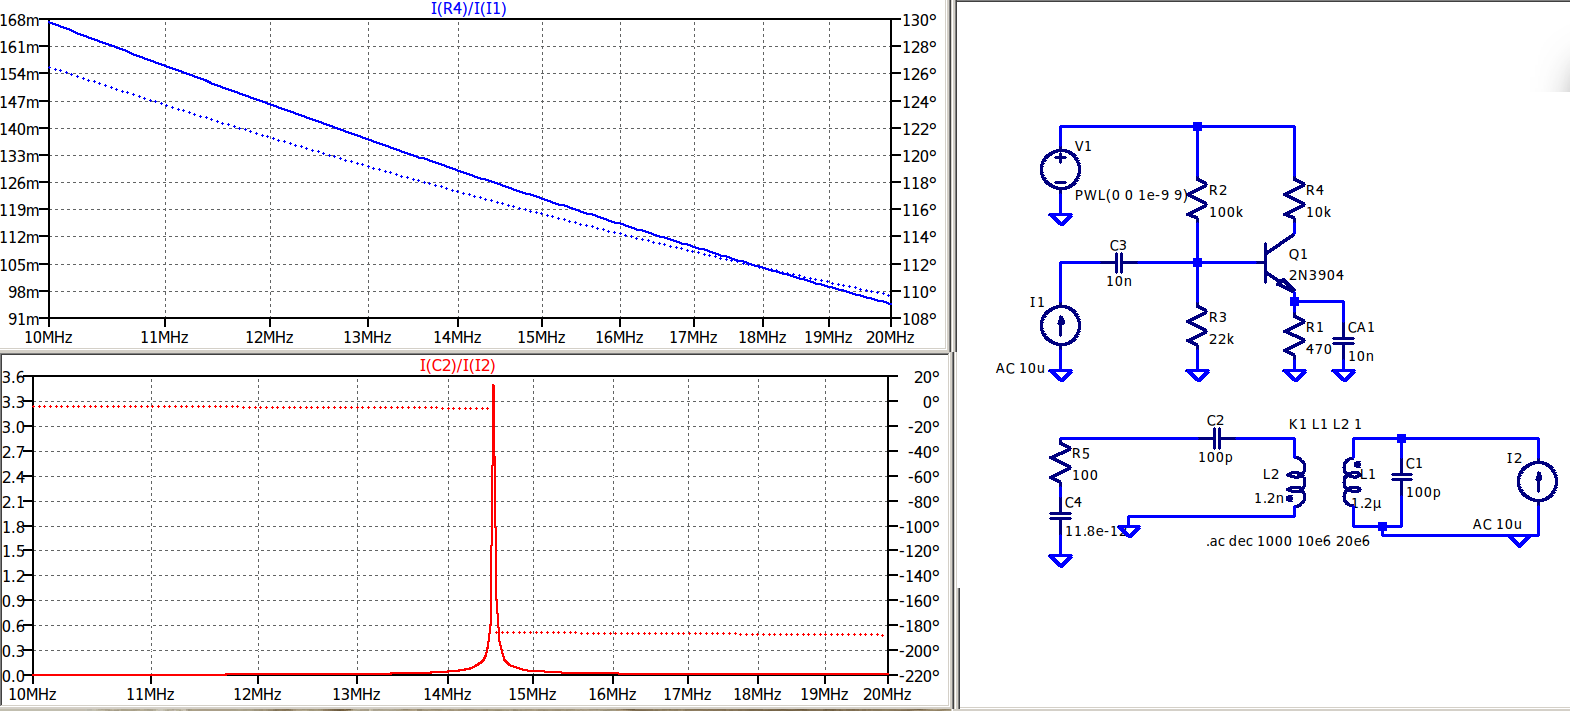 I(R4)/I(I1)
168m
161m
154m
147m
140m
133m
126m
119m
112m
105m
98m
91m
130°
128°
126°
124°
122°
120°
118°
116°
114°
112°
110°
108°
10MHz 11MHz 12MHz 13MHz 14MHz 15MHz 16MHz 17MHz 18MHz 19MHz 20MHz
I(C2)/I(I2)
3.6
3.3
3.0
2.7
2.4
2.1
1.8
1.5
1.2
0.9
0.6
0.3
0.0
20°
0°
-20°
-40°
-60°
-80°
-100°
-120°
-140°
-160°
-180°
-200°
-220°
10MHz 11MHz 12MHz 13MHz 14MHz 15MHz 16MHz 17MHz 18MHz 19MHz 20MHz
V1
PWL(0 0 1e-9 9)
R2
100k
R4
10k
C3
10n
Q1
2N3904
I1
AC 10u
R3
22k
R1
470
CA1
10n
C2
100p
K1 L1 L2 1
R5
100
C4
11.8e-12
L2
1.2n
L1
1.2µ
C1
100p
I2
AC 10u
.ac dec 1000 10e6 20e6